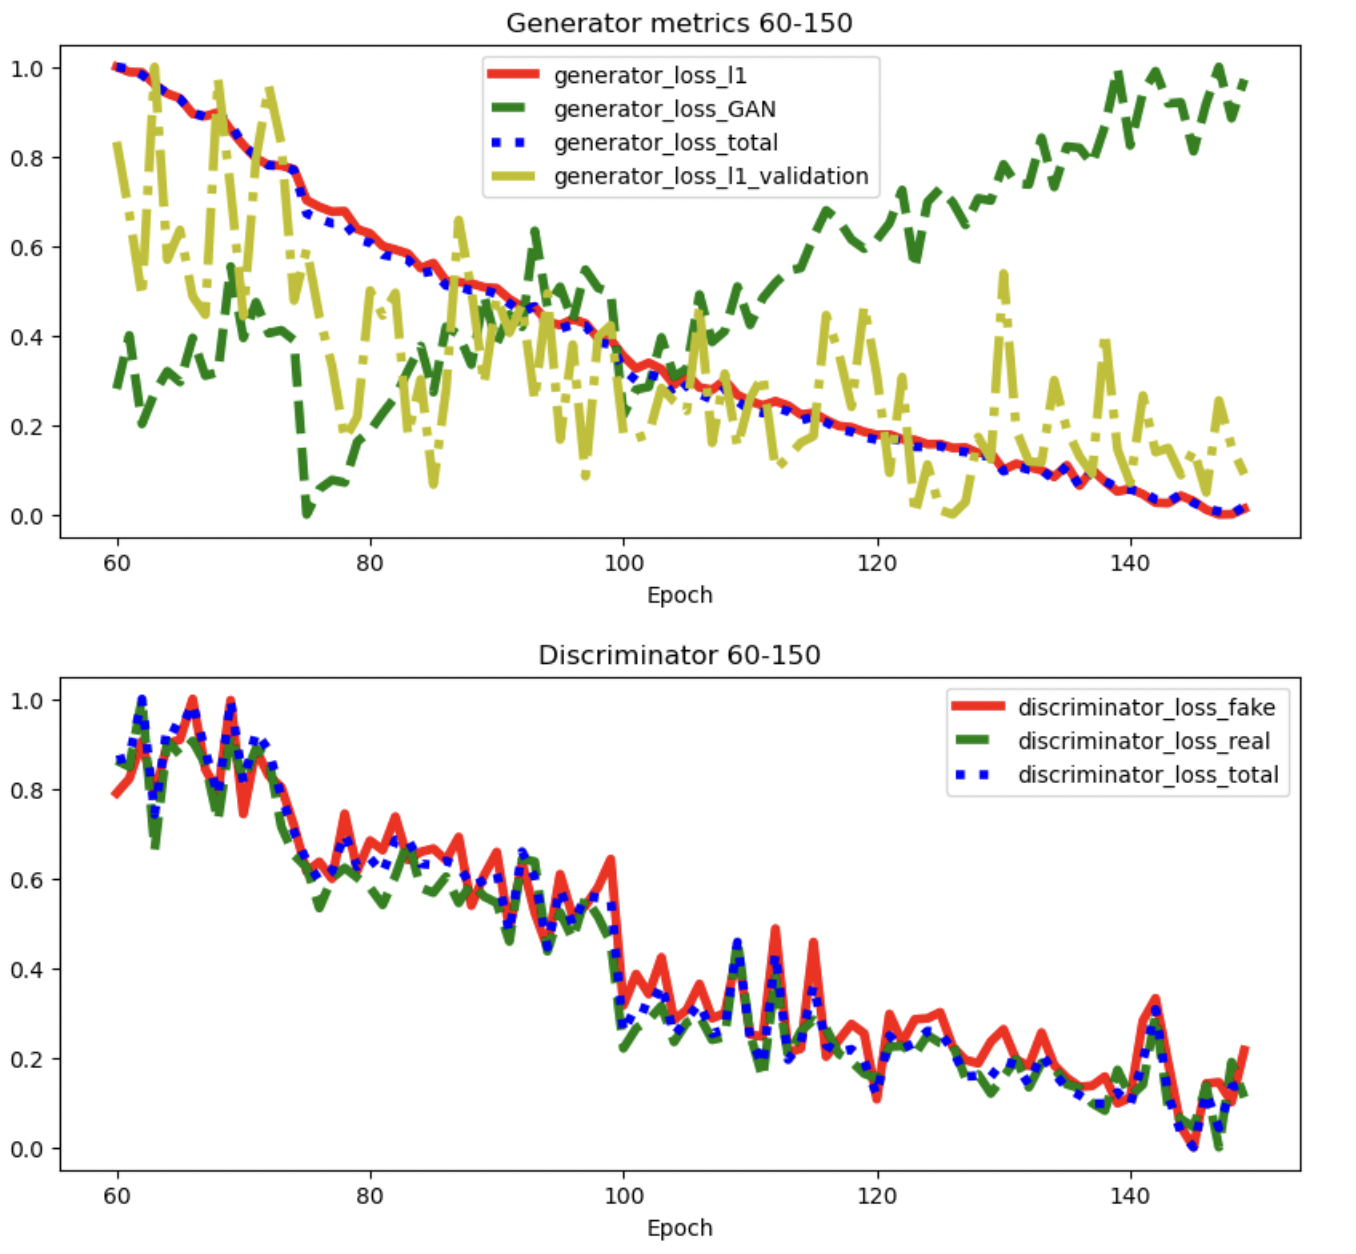 Generator metrics 60-150
1.0
0.8
0.6
0.4
0.2
0.0
generator_loss_l1
generator_loss_GAN
generator_loss_total
generator_loss_l1_validation
60 80 100 120 140
Epoch
Discriminator 60-150
1.0
0.8
0.6
0.4
0.2
0.0
discriminator_loss_fake
discriminator_loss_real
discriminator_loss_total
60 80 100 120 140
Epoch